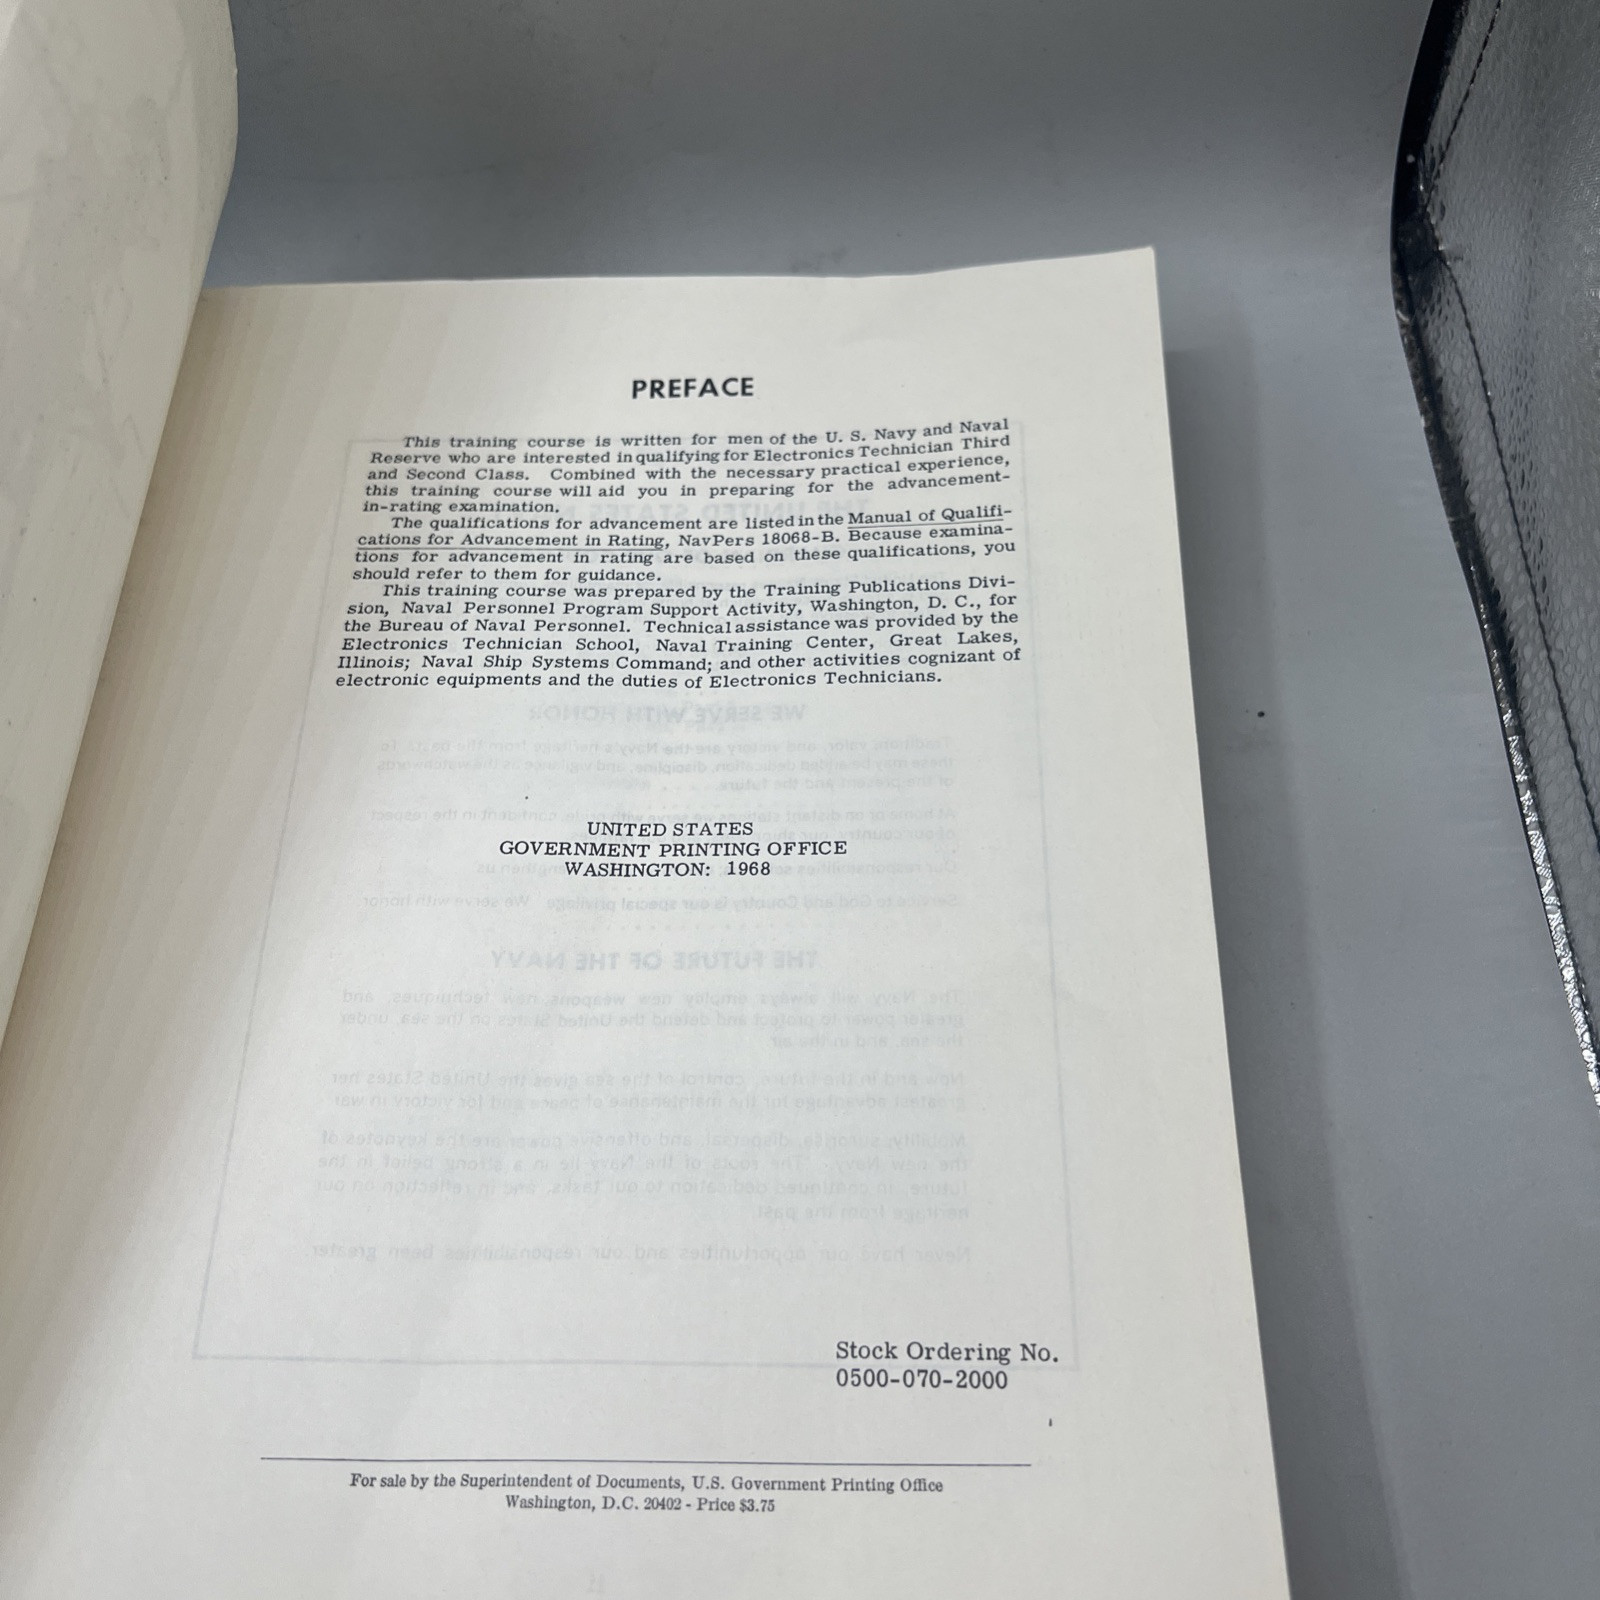 PREFACE
This training course is written for men of the U. S. Navy and Naval
Reserve who are interested in qualifying for Electronics Technician Third
and Second Class. Combined with the necessary practical experience,
this training course will aid you in preparing for the advancement-
in-rating examination.
The qualifications for advancement are listed in the Manual of Qualifi-
cations for Advancement in Rating, NavPers 18068-B. Because examina-
tions for advancement in rating are based on these qualifications, you
should refer to them for guidance.
This training course was prepared by the Training Publications Divi-
sion, Naval Personnel Program Support Activity, Washington, D. C., for
the Bureau of Naval Personnel. Technical assistance was provided by the
Electronics Technician School, Naval Training Center, Great Lakes,
Illinois; Naval Ship Systems Command; and other activities cognizant of
electronic equipments and the duties of Electronics Technicians.
UNITED STATES
GOVERNMENT PRINTING OFFICE
WASHINGTON: 1968
Stock Ordering No.
0500-070-2000
For sale by the Superintendent of Documents, U.S. Government Printing Office
Washington, D.C. 20402 - Price $3.75